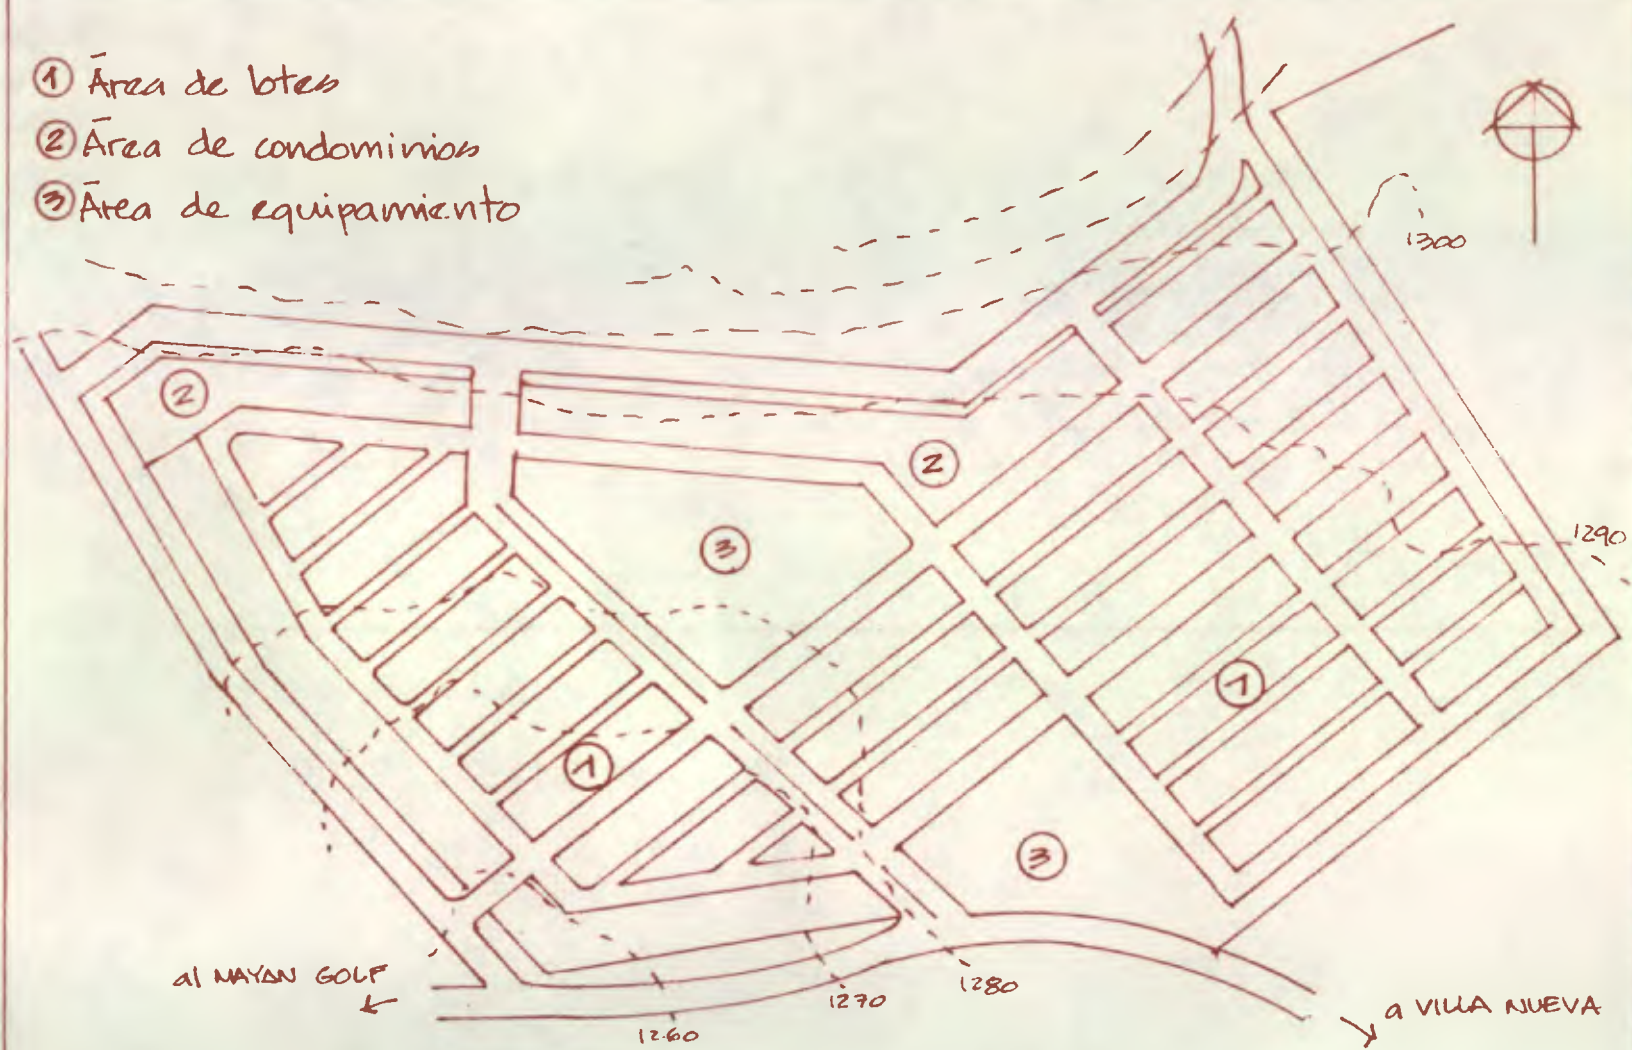 ① Área de lotes
② Área de condominios
③ Área de equipamiento
1300
2
2
1290
3
1
1
3
al MAYAN GOLF
1270
1280
1260
a VILLA NUEVA